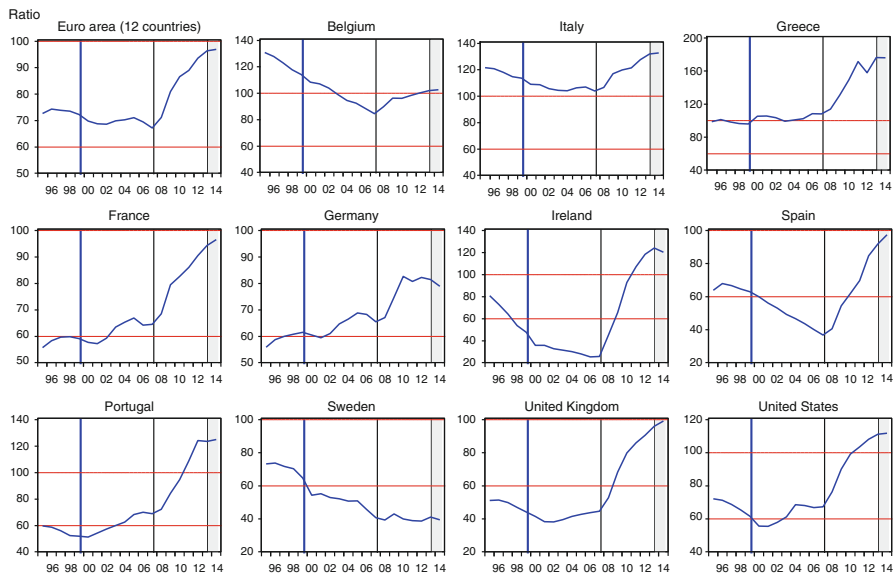 Ratio
Euro area (12 countries) Belgium Italy Greece
100 140 140 200
90 120 120 160
80 100 100 120
70 80 80 80
60 60 60 40
50 40 40
96 98 00 02 04 06 08 10 12 14 96 98 00 02 04 06 08 10 12 14 96 98 00 02 04 06 08 10 12 14 96 98 00 02 04 06 08 10 12 14
France Germany Ireland Spain
100 100 140 100
90 90 120 80
80 80 100 60
70 70 80 40
60 60 60 20
50 50 40
20
96 98 00 02 04 06 08 10 12 14 96 98 00 02 04 06 08 10 12 14 96 98 00 02 04 06 08 10 12 14 96 98 00 02 04 06 08 10 12 14
Portugal Sweden United Kingdom United States
140 100 100 120
120 80 80 100
100 60 60 80
80 40 40 60
60 20 20 40
40
96 98 00 02 04 06 08 10 12 14 96 98 00 02 04 06 08 10 12 14 96 98 00 02 04 06 08 10 12 14 96 98 00 02 04 06 08 10 12 14